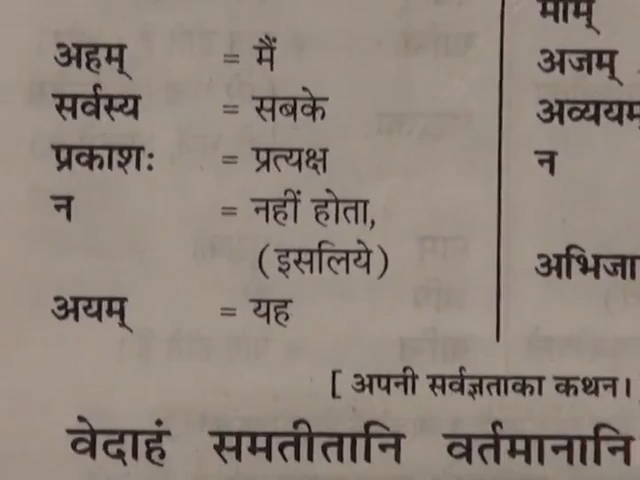 अहम् = मैं
सर्वस्य = सबके
प्रकाशः = प्रत्यक्ष
न = नहीं होता,
(इसलिये)
अयम् = यह
माम्
अजम्
अव्ययम्
न
अभिजा
[ अपनी सर्वज्ञताका कथन।
वेदाहं समतीतानि वर्तमानानि